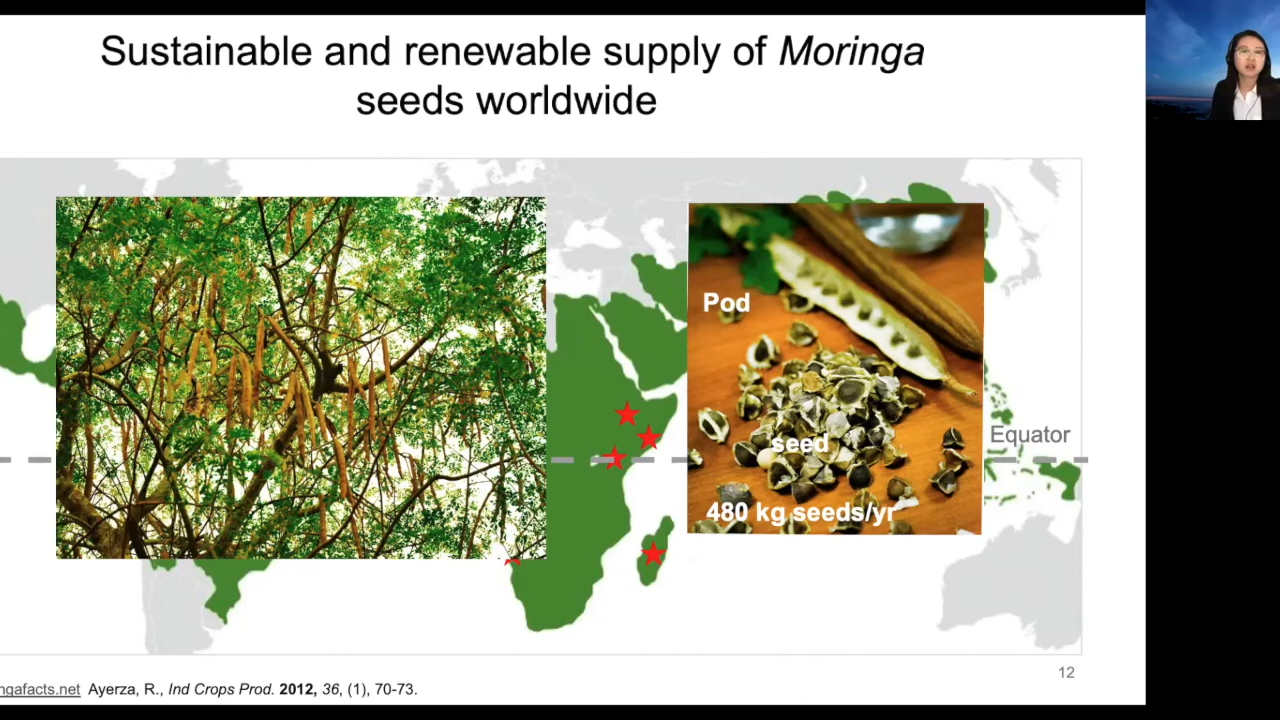 Sustainable and renewable supply of Moringa
seeds worldwide
Pod
seed
480 kg seeds/yr
Equator
12
ngafacts.net Ayerza, R., Ind Crops Prod. 2012, 36, (1), 70-73.